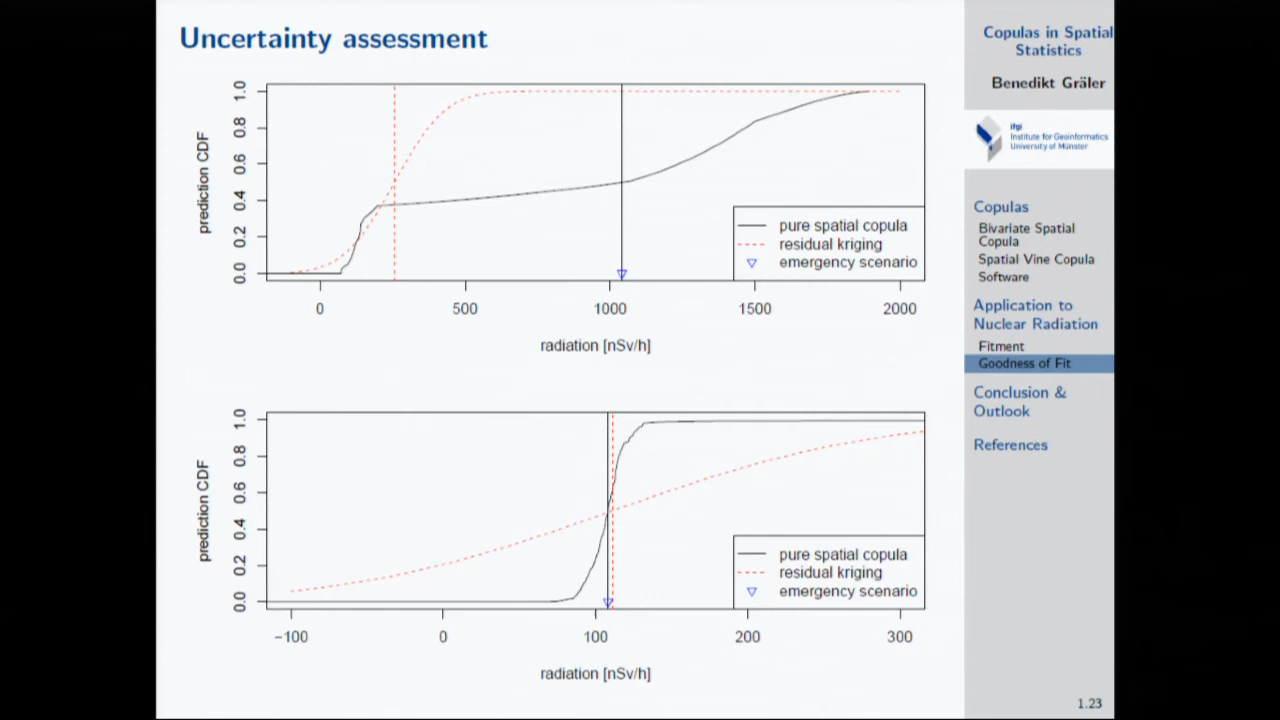 Uncertainty assessment
prediction CDF
1.0
0.8
0.6
0.4
0.2
0.0
0
500
1000
1500
2000
radiation [nSv/h]
pure spatial copula
residual kriging
emergency scenario
prediction CDF
1.0
0.8
0.6
0.4
0.2
0.0
−100
0
100
200
300
radiation [nSv/h]
pure spatial copula
residual kriging
emergency scenario
Copulas in Spatial
Statistics
Benedikt Gräler
ifgi
Institute for Geoinformatics
University of Münster
Copulas
Bivariate Spatial
Copula
Spatial Vine Copula
Software
Application to
Nuclear Radiation
Fitment
Goodness of Fit
Conclusion &
Outlook
References
1.23